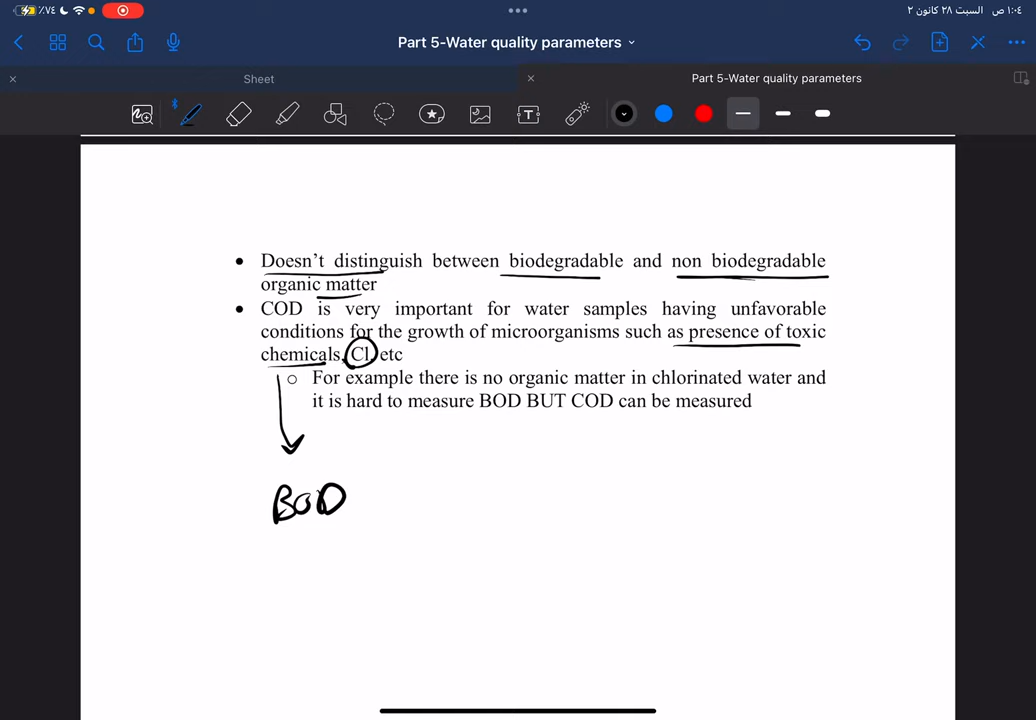 ٪٧٤
١:٠٤ ص السبت ٢٨ كانون ٢
Part 5-Water quality parameters
Sheet
Part 5-Water quality parameters
• Doesn’t distinguish between biodegradable and non biodegradable
organic matter
• COD is very important for water samples having unfavorable
conditions for the growth of microorganisms such as presence of toxic
chemicals, Cl, etc
○ For example there is no organic matter in chlorinated water and
it is hard to measure BOD BUT COD can be measured
BOD